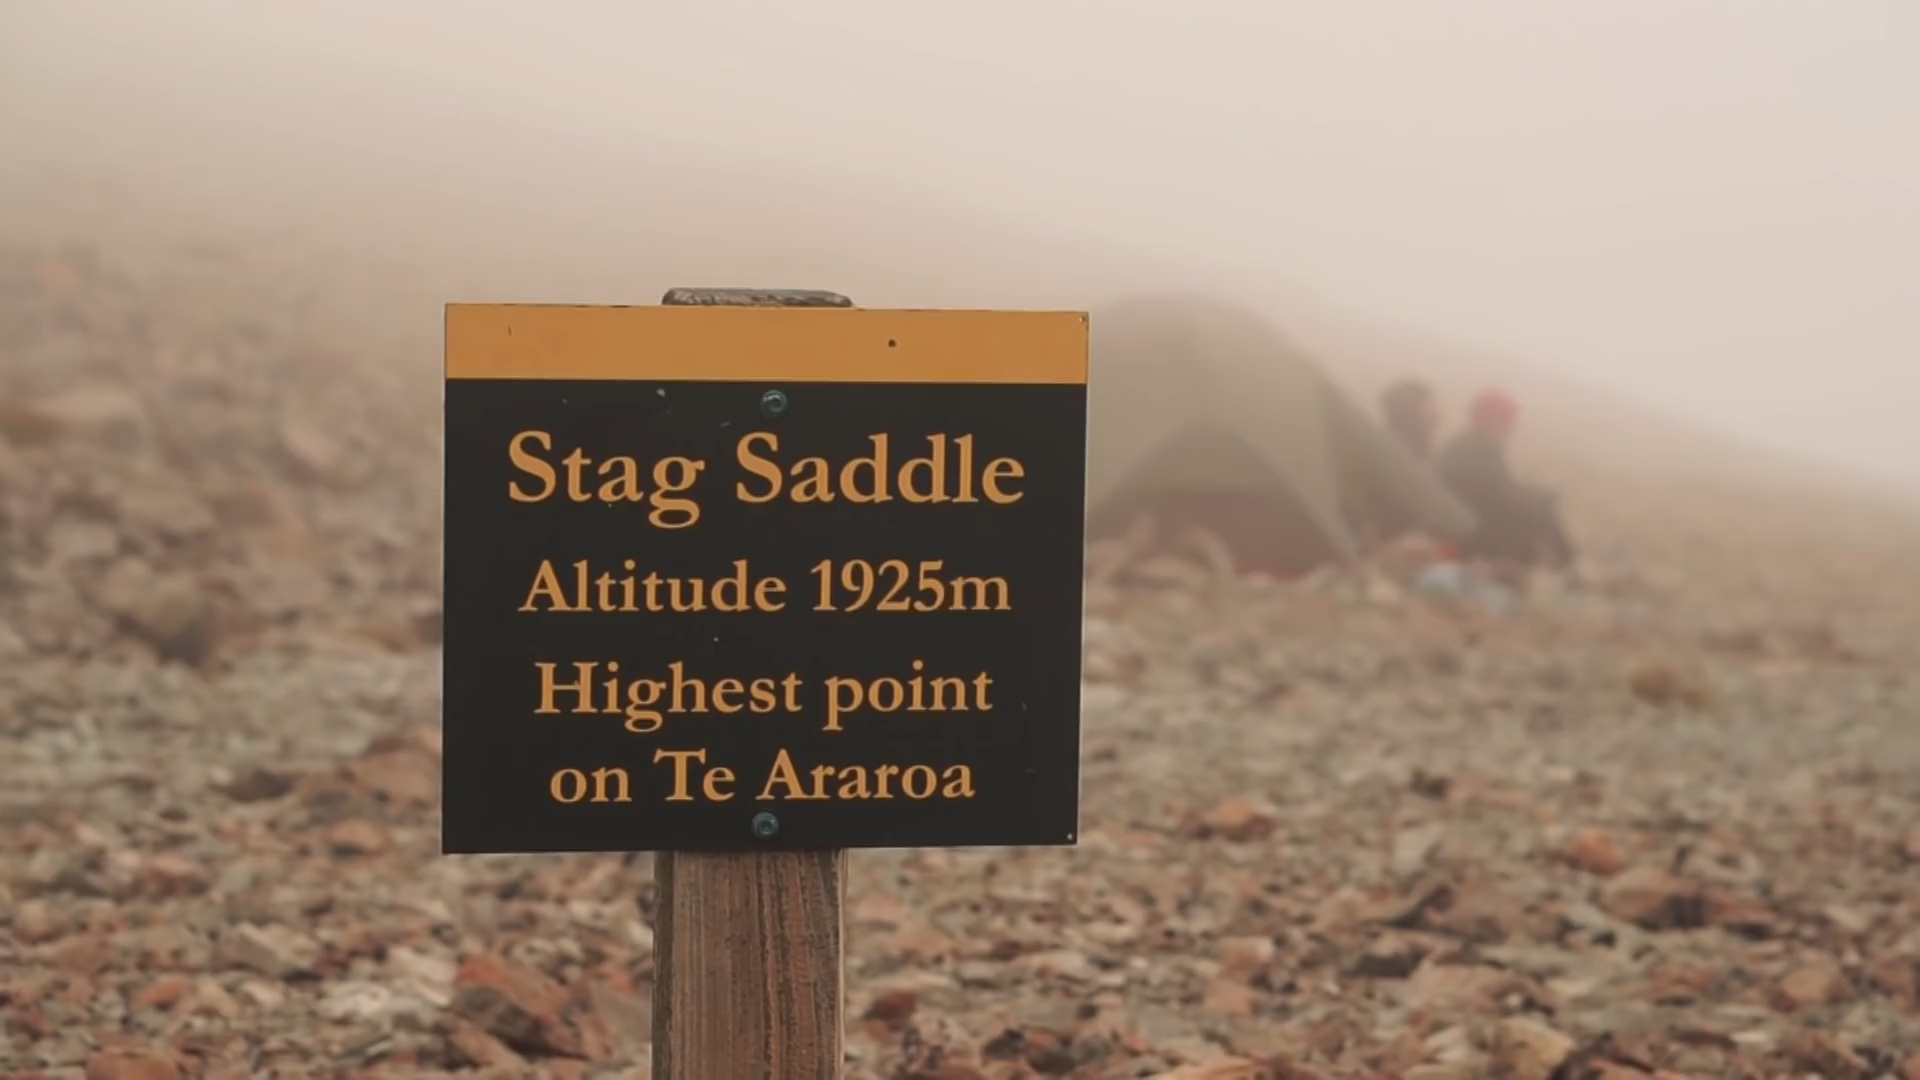 Stag Saddle
Altitude 1925m
Highest point
on Te Araroa